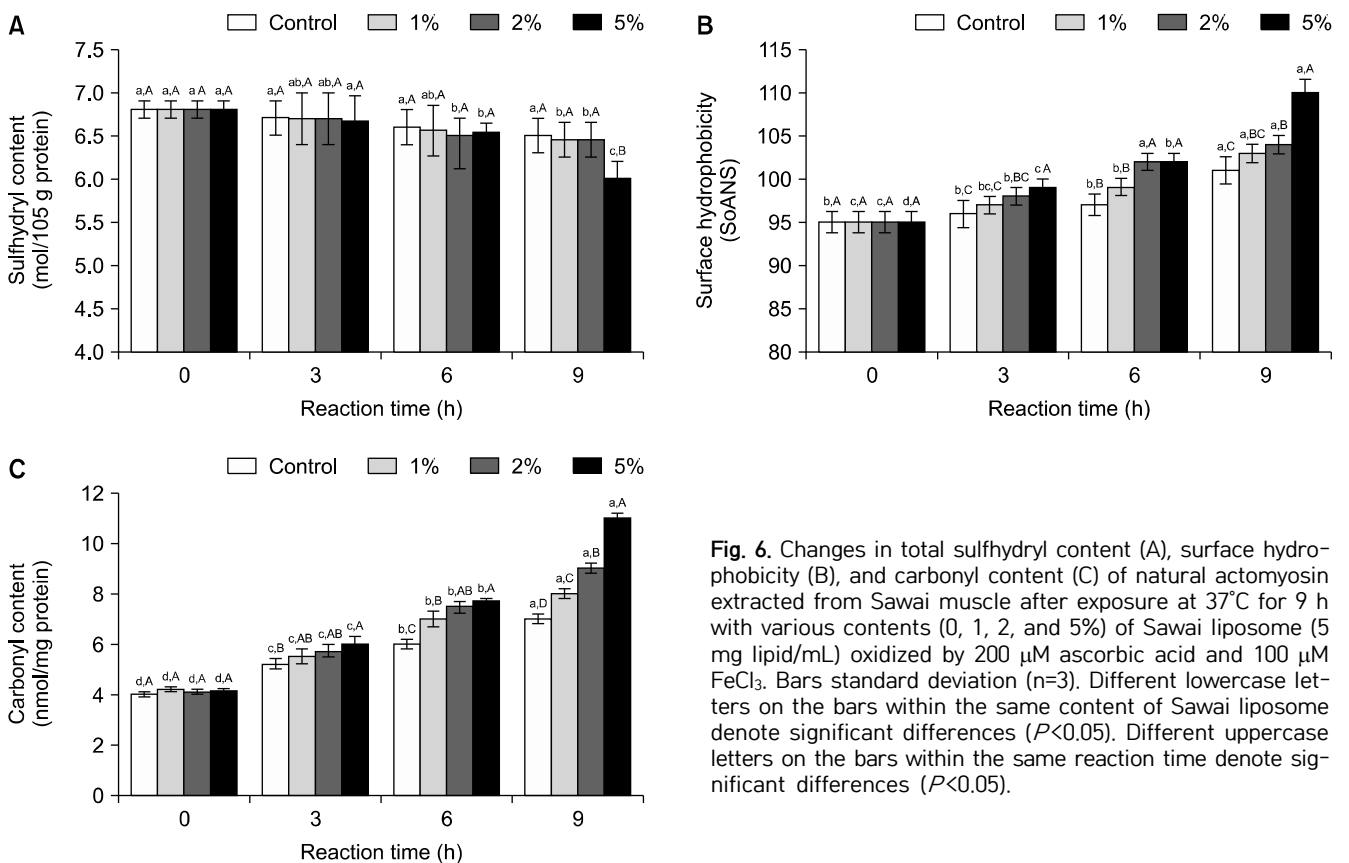 A
Control 1% 2% 5%
7.5
7.0
6.5
6.0
5.5
5.0
4.5
4.0
Sulfhydryl content
(mol/105 g protein)
a,A a,A a A a,A
a,A ab,A ab,A a,A
a,A ab,A b,A b,A
a,A b,A b,A c,B
0 3 6 9
Reaction time (h)
B
Control 1% 2% 5%
115
110
105
100
95
90
85
80
Surface hydrophobicity
(SoANS)
b,A c,A c,A d,A
b,C bc,C b,BC c A
b,B b,B a,A b,A
a,C a,BC a,B a,A
0 3 6 9
Reaction time (h)
C
Control 1% 2% 5%
12
10
8
6
4
2
0
Carbonyl content
(nmol/mg protein)
d,A d,A d,A d,A
c,B c,AB c,AB c,A
b,C b,B b,AB b,A
a,D a,C a,B a,A
0 3 6 9
Reaction time (h)
Fig. 6. Changes in total sulfhydryl content (A), surface hydro-
phobicity (B), and carbonyl content (C) of natural actomyosin
extracted from Sawai muscle after exposure at 37°C for 9 h
with various contents (0, 1, 2, and 5%) of Sawai liposome (5
mg lipid/mL) oxidized by 200 μM ascorbic acid and 100 μM
FeCl₃. Bars standard deviation (n=3). Different lowercase let-
ters on the bars within the same content of Sawai liposome
denote significant differences (P<0.05). Different uppercase
letters on the bars within the same reaction time denote sig-
nificant differences (P<0.05).